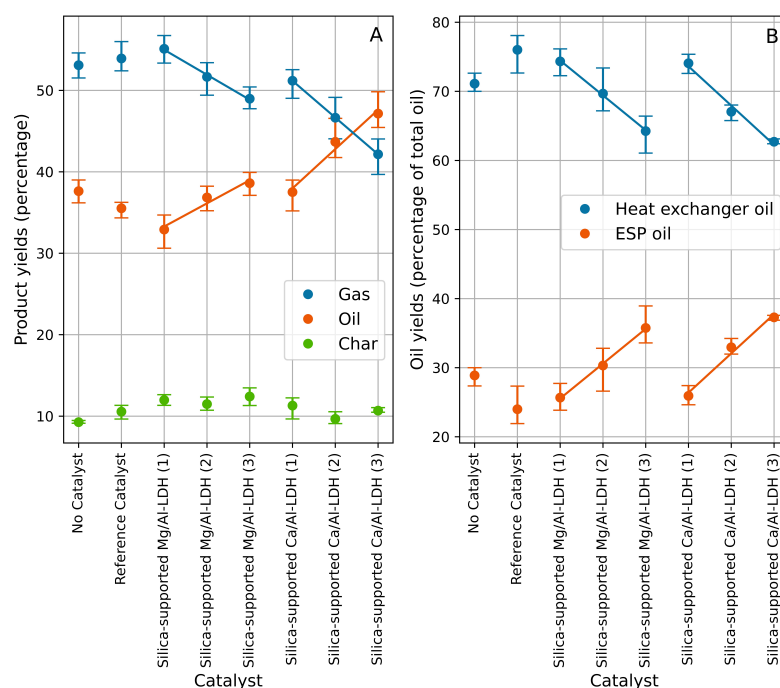 A
Product yields (percentage)
50
40
30
20
10
Gas
Oil
Char
No Catalyst
Reference Catalyst
Silica-supported Mg/Al-LDH (1)
Silica-supported Mg/Al-LDH (2)
Silica-supported Mg/Al-LDH (3)
Silica-supported Ca/Al-LDH (1)
Silica-supported Ca/Al-LDH (2)
Silica-supported Ca/Al-LDH (3)
Catalyst
B
Oil yields (percentage of total oil)
80
70
60
50
40
30
20
Heat exchanger oil
ESP oil
No Catalyst
Reference Catalyst
Silica-supported Mg/Al-LDH (1)
Silica-supported Mg/Al-LDH (2)
Silica-supported Mg/Al-LDH (3)
Silica-supported Ca/Al-LDH (1)
Silica-supported Ca/Al-LDH (2)
Silica-supported Ca/Al-LDH (3)
Catalyst